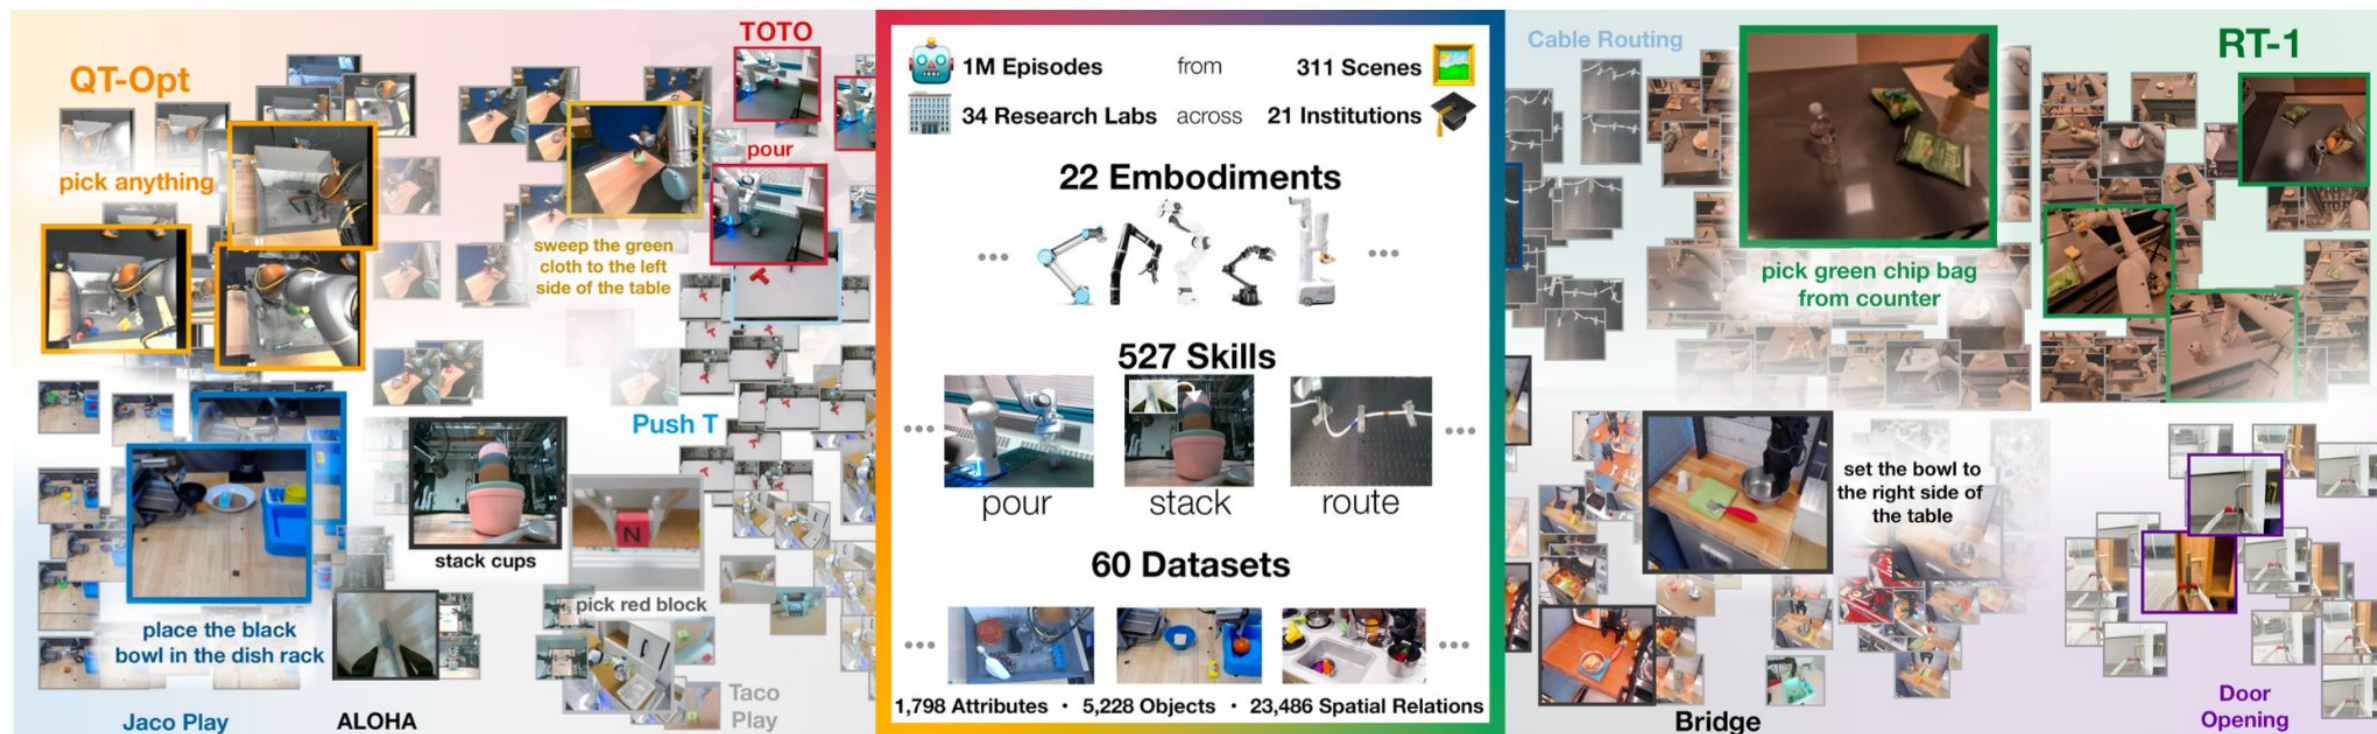 QT-Opt
pick anything
TOTO
pour
sweep the green
cloth to the left
side of the table
Push T
stack cups
pick red block
N
place the black
bowl in the dish rack
Jaco Play
ALOHA
Taco
Play
1M Episodes from 311 Scenes
34 Research Labs across 21 Institutions
22 Embodiments
... ...
527 Skills
... ...
pour stack route
60 Datasets
... ...
1,798 Attributes • 5,228 Objects • 23,486 Spatial Relations
Cable Routing
RT-1
pick green chip bag
from counter
set the bowl to
the right side of
the table
Bridge
Door
Opening